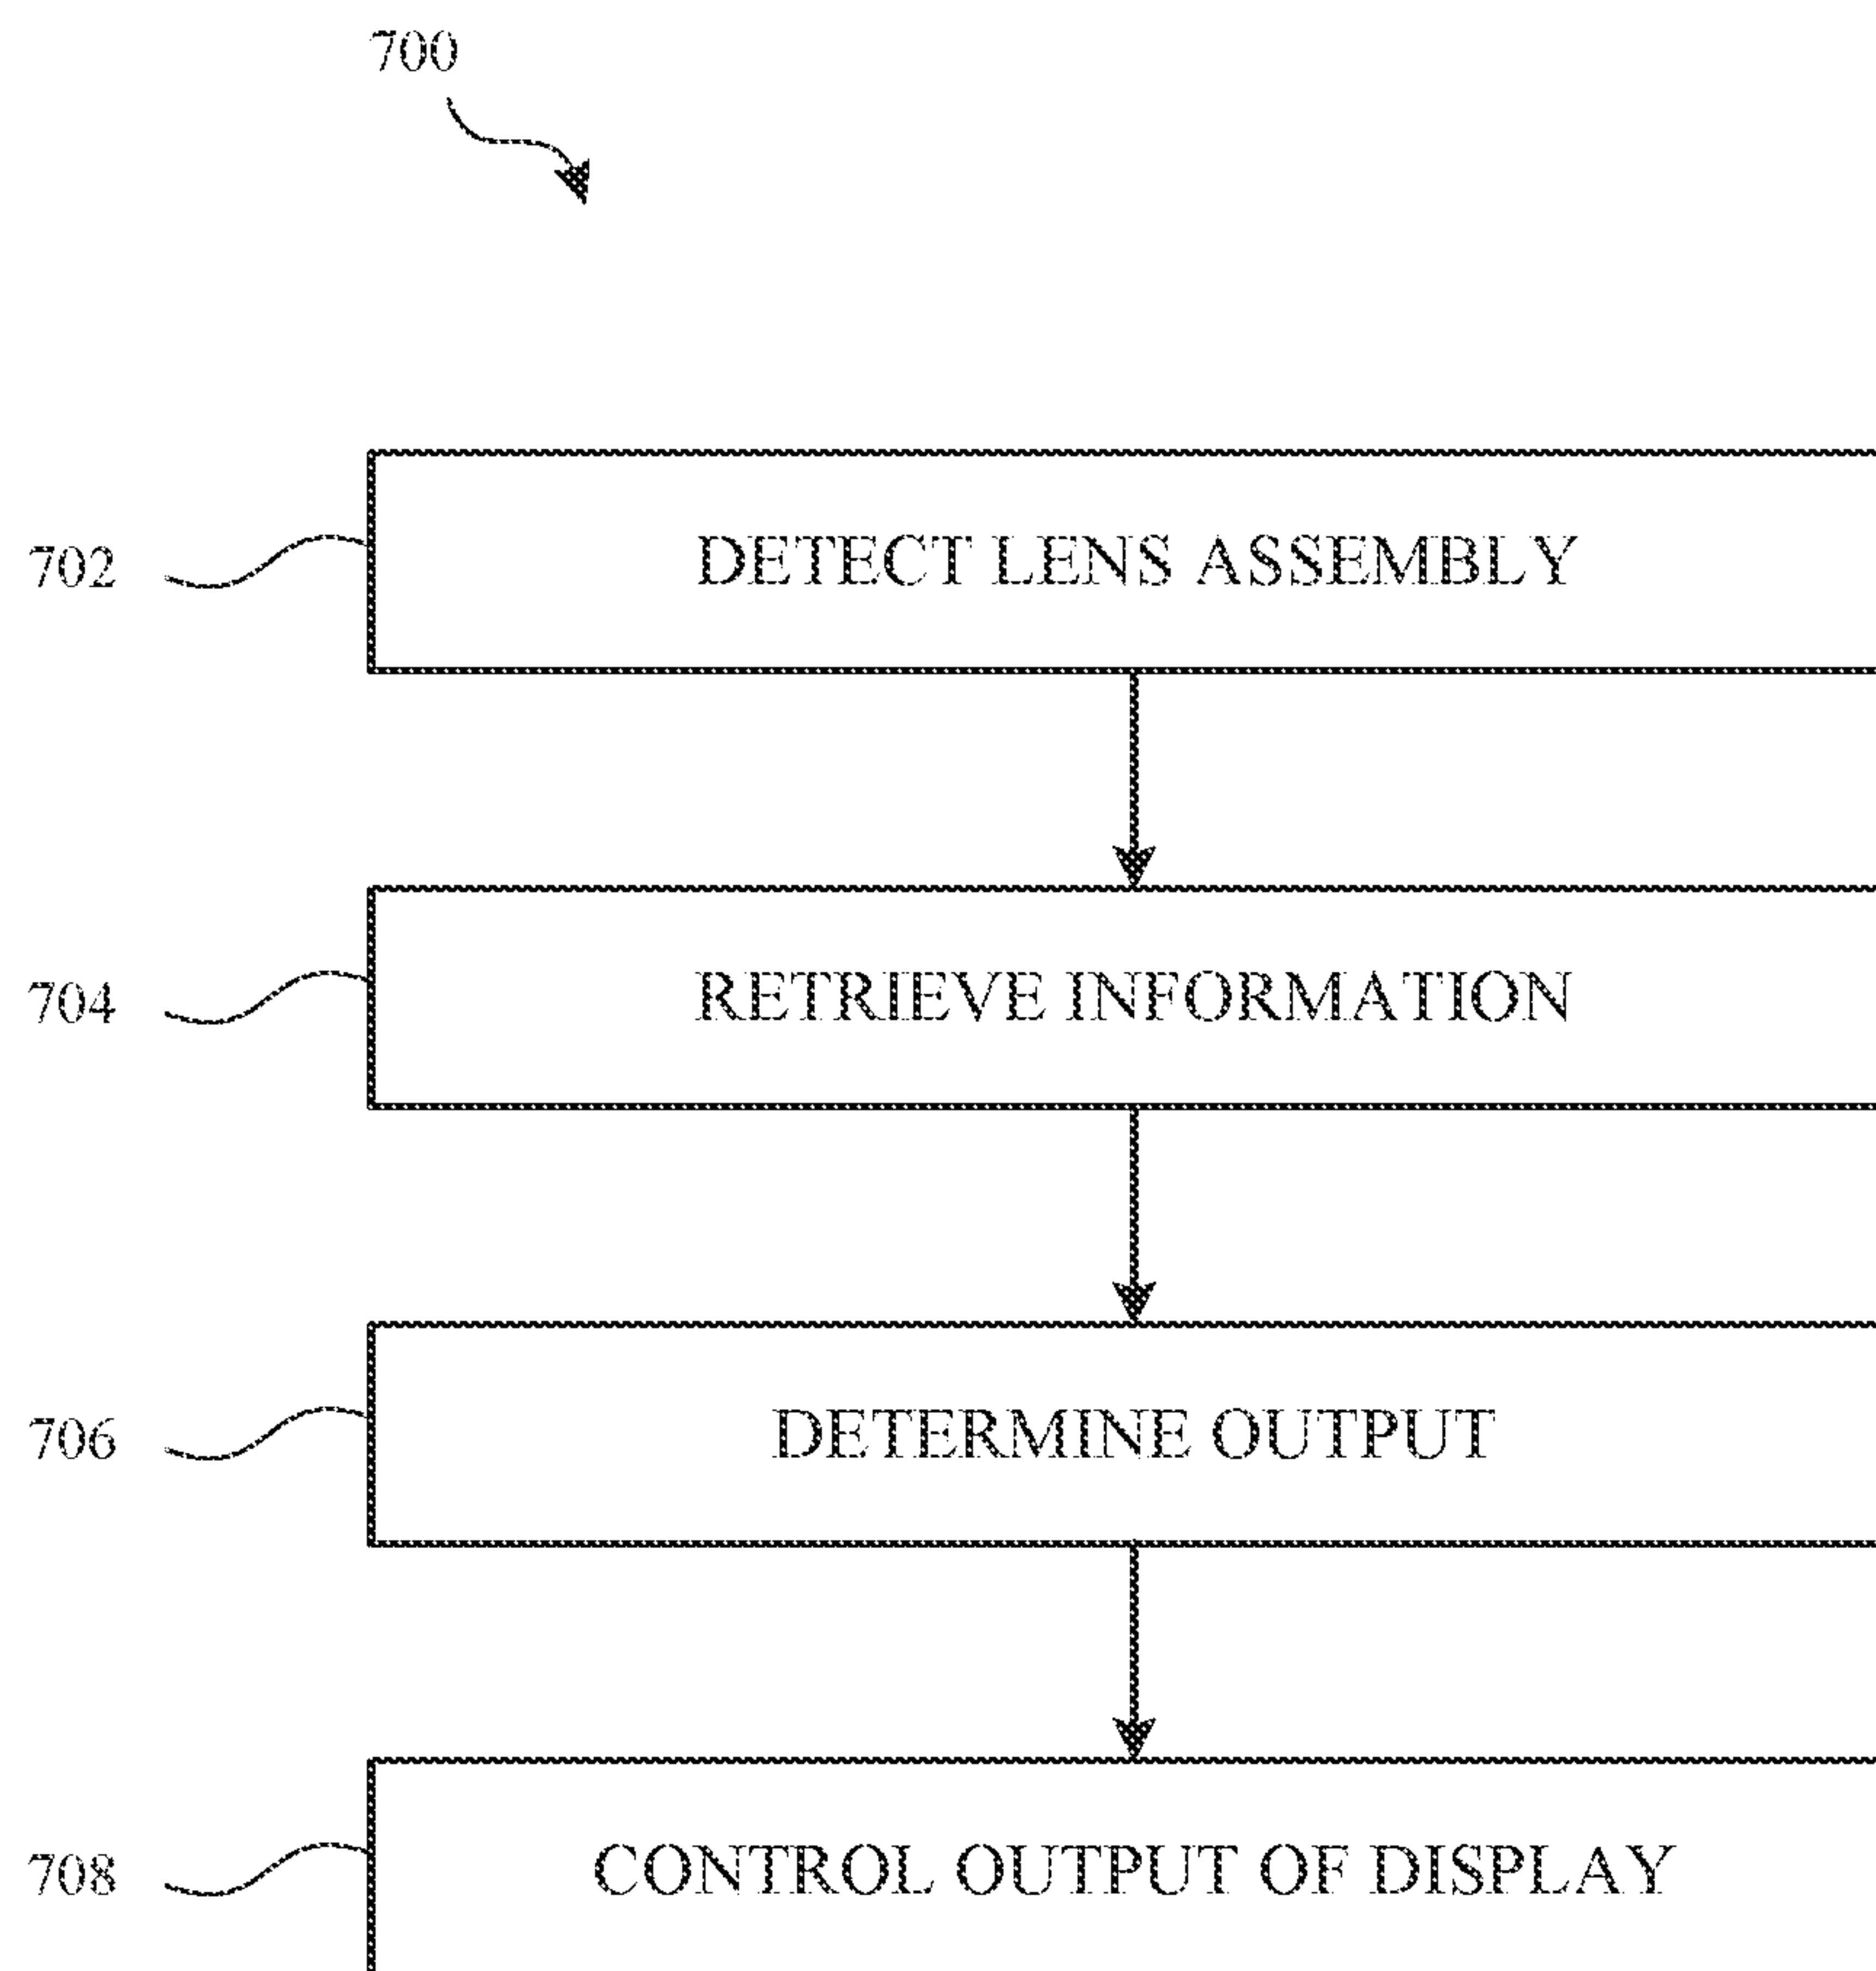 700
702
DETECT LENS ASSEMBLY
704
RETRIEVE INFORMATION
706
DETERMINE OUTPUT
708
CONTROL OUTPUT OF DISPLAY